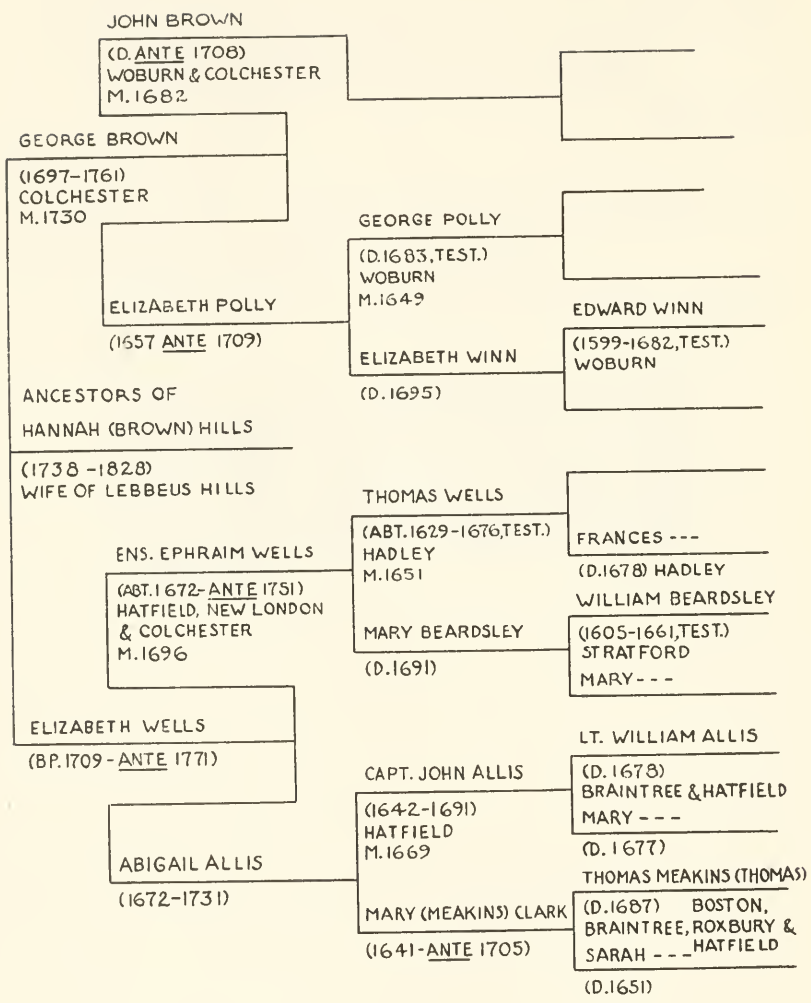 JOHN BROWN
(D. ANTE 1708)
WOBURN & COLCHESTER
M. 1682
GEORGE BROWN
(1697-1761)
COLCHESTER
M. 1730
GEORGE POLLY
(D. 1683, TEST.)
WOBURN
M. 1649
ELIZABETH POLLY
(1657 ANTE 1709)
EDWARD WINN
(1599-1682, TEST.)
WOBURN
ELIZABETH WINN
(D. 1695)
ANCESTORS OF
HANNAH (BROWN) HILLS
(1738-1828)
WIFE OF LEBBEUS HILLS
THOMAS WELLS
(ABT. 1629-1676, TEST.)
HADLEY
M. 1651
FRANCES ---
(D. 1678) HADLEY
ENS. EPHRAIM WELLS
(ABT. 1672-ANTE 1751)
HATFIELD, NEW LONDON
& COLCHESTER
M. 1696
WILLIAM BEARDSLEY
(1605-1661, TEST.)
STRATFORD
MARY ---
MARY BEARDSLEY
(D. 1691)
ELIZABETH WELLS
(BP. 1709-ANTE 1771)
LT. WILLIAM ALLIS
(D. 1678)
BRAINTREE & HATFIELD
MARY ---
(D. 1677)
CAPT. JOHN ALLIS
(1642-1691)
HATFIELD
M. 1669
ABIGAIL ALLIS
(1672-1731)
THOMAS MEAKINS (THOMAS)
(D. 1687) BOSTON,
BRAINTREE, ROXBURY &
SARAH --- HATFIELD
(D. 1651)
MARY (MEAKINS) CLARK
(1641-ANTE 1705)